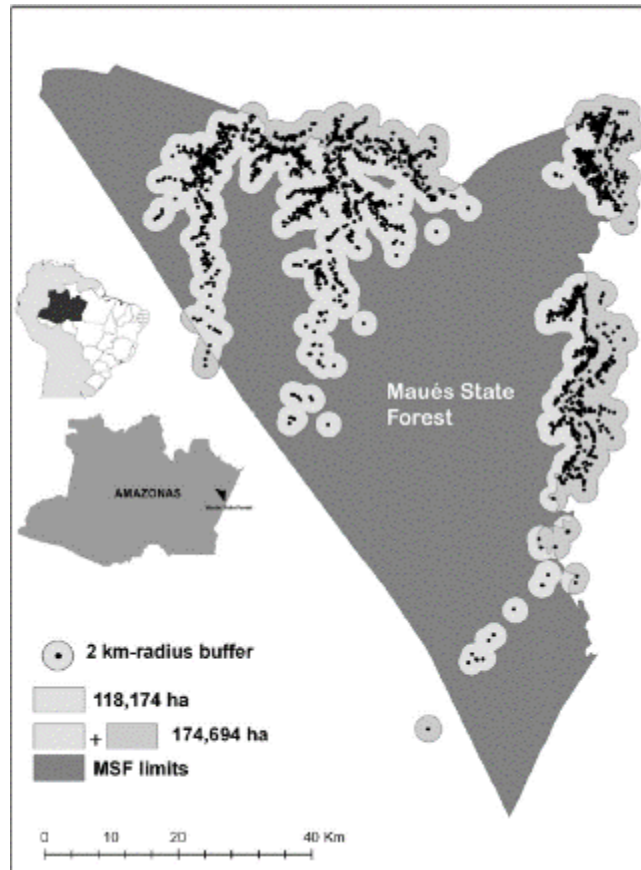 Maués State
Forest
AMAZONAS
2 km-radius buffer
118,174 ha
+ 174,694 ha
MSF limits
0 10 20 40 Km